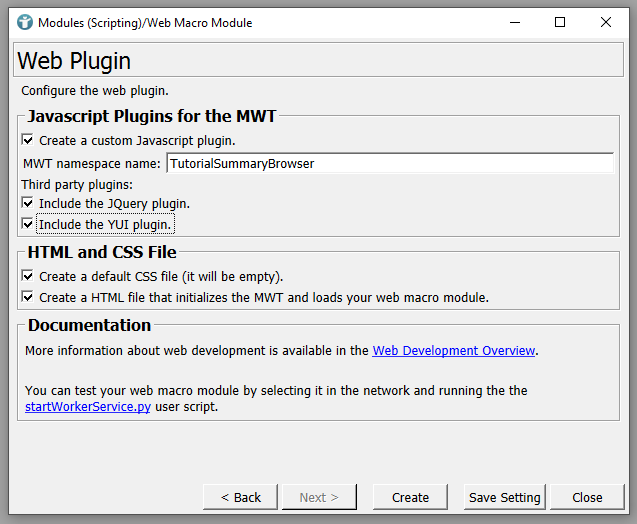 Modules (Scripting)/Web Macro Module
Web Plugin
Configure the web plugin.
Javascript Plugins for the MWT
Create a custom Javascript plugin.
MWT namespace name: TutorialSummaryBrowser
Third party plugins:
Include the JQuery plugin.
Include the YUI plugin.
HTML and CSS File
Create a default CSS file (it will be empty).
Create a HTML file that initializes the MWT and loads your web macro module.
Documentation
More information about web development is available in the Web Development Overview.
You can test your web macro module by selecting it in the network and running the the
startWorkerService.py user script.
< Back Next > Create Save Setting Close